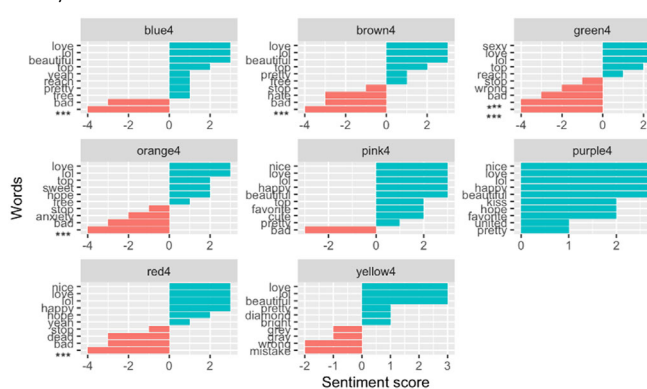 blue4
love
lol
beautiful
top
yeah
reach
pretty
free
bad
***
-4 -2 0 2
brown4
love
lol
beautiful
top
pretty
free
stop
hate
bad
***
-4 -2 0 2
green4
sexy
love
lol
top
reach
stop
wrong
bad
***
***
-4 -2 0 2
Words
orange4
love
lol
top
sweet
hope
free
stop
anxiety
bad
***
-4 -2 0 2
pink4
nice
love
lol
happy
beautiful
top
favorite
cute
pretty
bad
-2 0 2
purple4
nice
love
lol
happy
beautiful
kiss
hope
favorite
united
pretty
0 1 2
red4
nice
love
lol
happy
hope
yeah
stop
dead
bad
***
-4 -2 0 2
yellow4
love
lol
beautiful
pretty
diamond
bright
grey
gray
wrong
mistake
-2 -1 0 1 2 3
Sentiment score